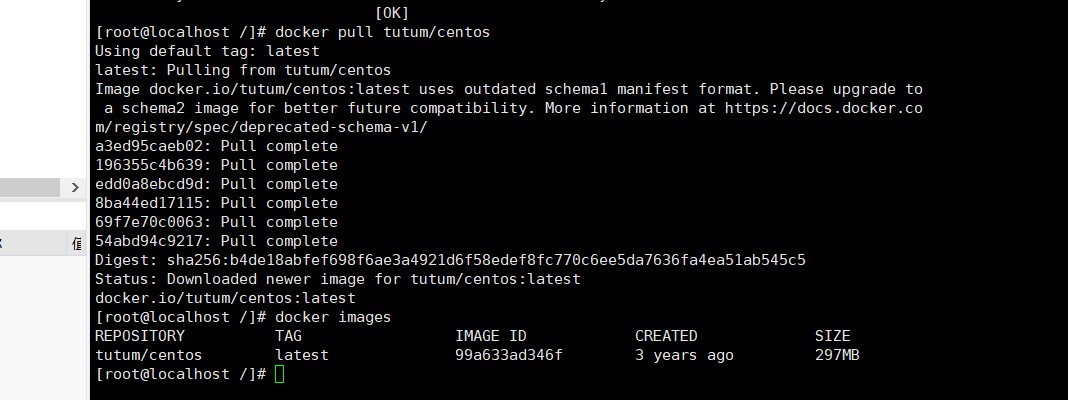 [OK]
[root@localhost /]# docker pull tutum/centos
Using default tag: latest
latest: Pulling from tutum/centos
Image docker.io/tutum/centos:latest uses outdated schema1 manifest format. Please upgrade to
 a schema2 image for better future compatibility. More information at https://docs.docker.co
m/registry/spec/deprecated-schema-v1/
a3ed95caeb02: Pull complete
196355c4b639: Pull complete
edd0a8ebcd9d: Pull complete
8ba44ed17115: Pull complete
69f7e70c0063: Pull complete
54abd94c9217: Pull complete
Digest: sha256:b4de18abfef698f6ae3a4921d6f58edef8fc770c6ee5da7636fa4ea51ab545c5
Status: Downloaded newer image for tutum/centos:latest
docker.io/tutum/centos:latest
[root@localhost /]# docker images
REPOSITORY          TAG                 IMAGE ID            CREATED             SIZE
tutum/centos        latest              99a633ad346f        3 years ago         297MB
[root@localhost /]#